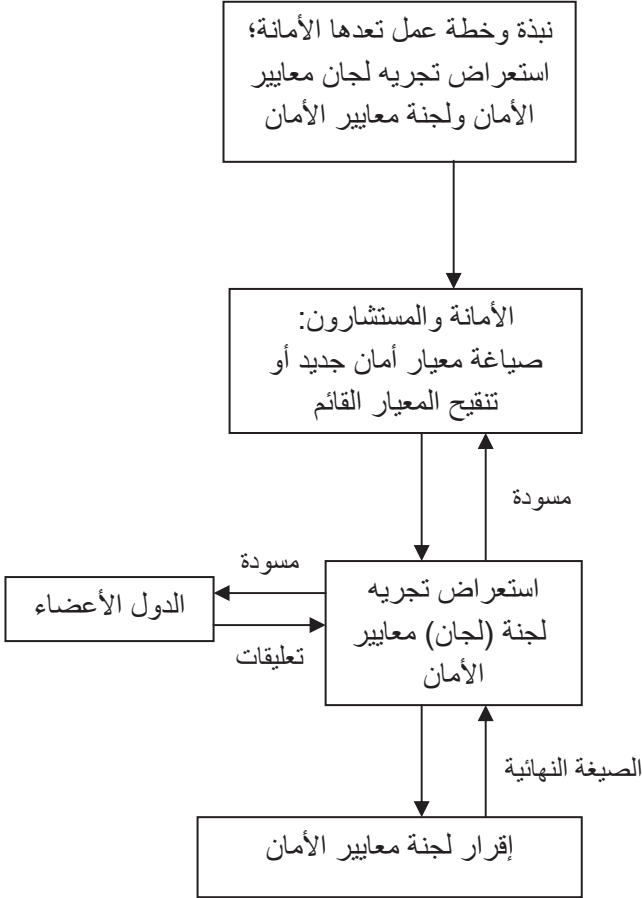 نبذة وخطة عمل تعدها الأمانة؛
استعراض تجريه لجان معايير
الأمان ولجنة معايير الأمان
الأمانة والمستشارون:
صياغة معيار أمان جديد أو
تنقيح المعيار القائم
مسودة
استعراض تجريه
لجنة (لجان) معايير
الأمان
مسودة
الدول الأعضاء
تعليقات
الصيغة النهائية
إقرار لجنة معايير الأمان